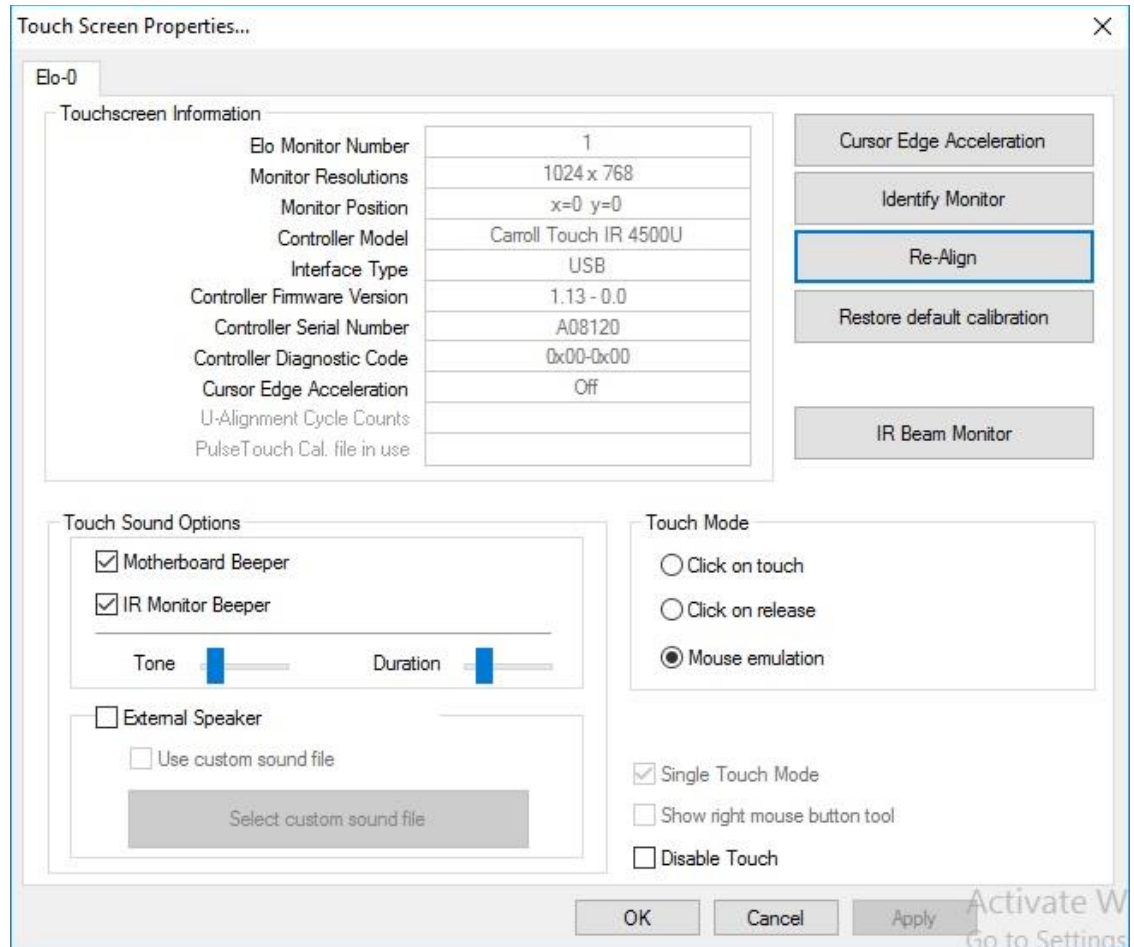 Touch Screen Properties...
Elo-0
Touchscreen Information
Elo Monitor Number 1
Monitor Resolutions 1024 x 768
Monitor Position x=0 y=0
Controller Model Carroll Touch IR 4500U
Interface Type USB
Controller Firmware Version 1.13 - 0.0
Controller Serial Number A08120
Controller Diagnostic Code 0x00-0x00
Cursor Edge Acceleration Off
U-Alignment Cycle Counts
PulseTouch Cal. file in use
Cursor Edge Acceleration
Identify Monitor
Re-Align
Restore default calibration
IR Beam Monitor
Touch Sound Options
Motherboard Beeper
IR Monitor Beeper
Tone Duration
External Speaker
Use custom sound file
Select custom sound file
Touch Mode
Click on touch
Click on release
Mouse emulation
Single Touch Mode
Show right mouse button tool
Disable Touch
OK Cancel Apply
Activate W
Go to Settings